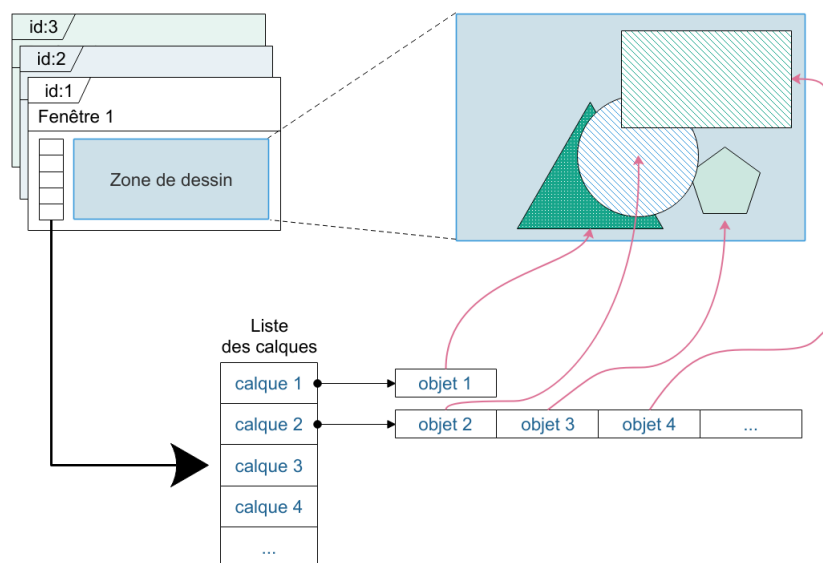 id:3
id:2
id:1
Fenêtre 1
Zone de dessin
Liste
des calques
calque 1
objet 1
calque 2
objet 2
objet 3
objet 4
...
calque 3
calque 4
...